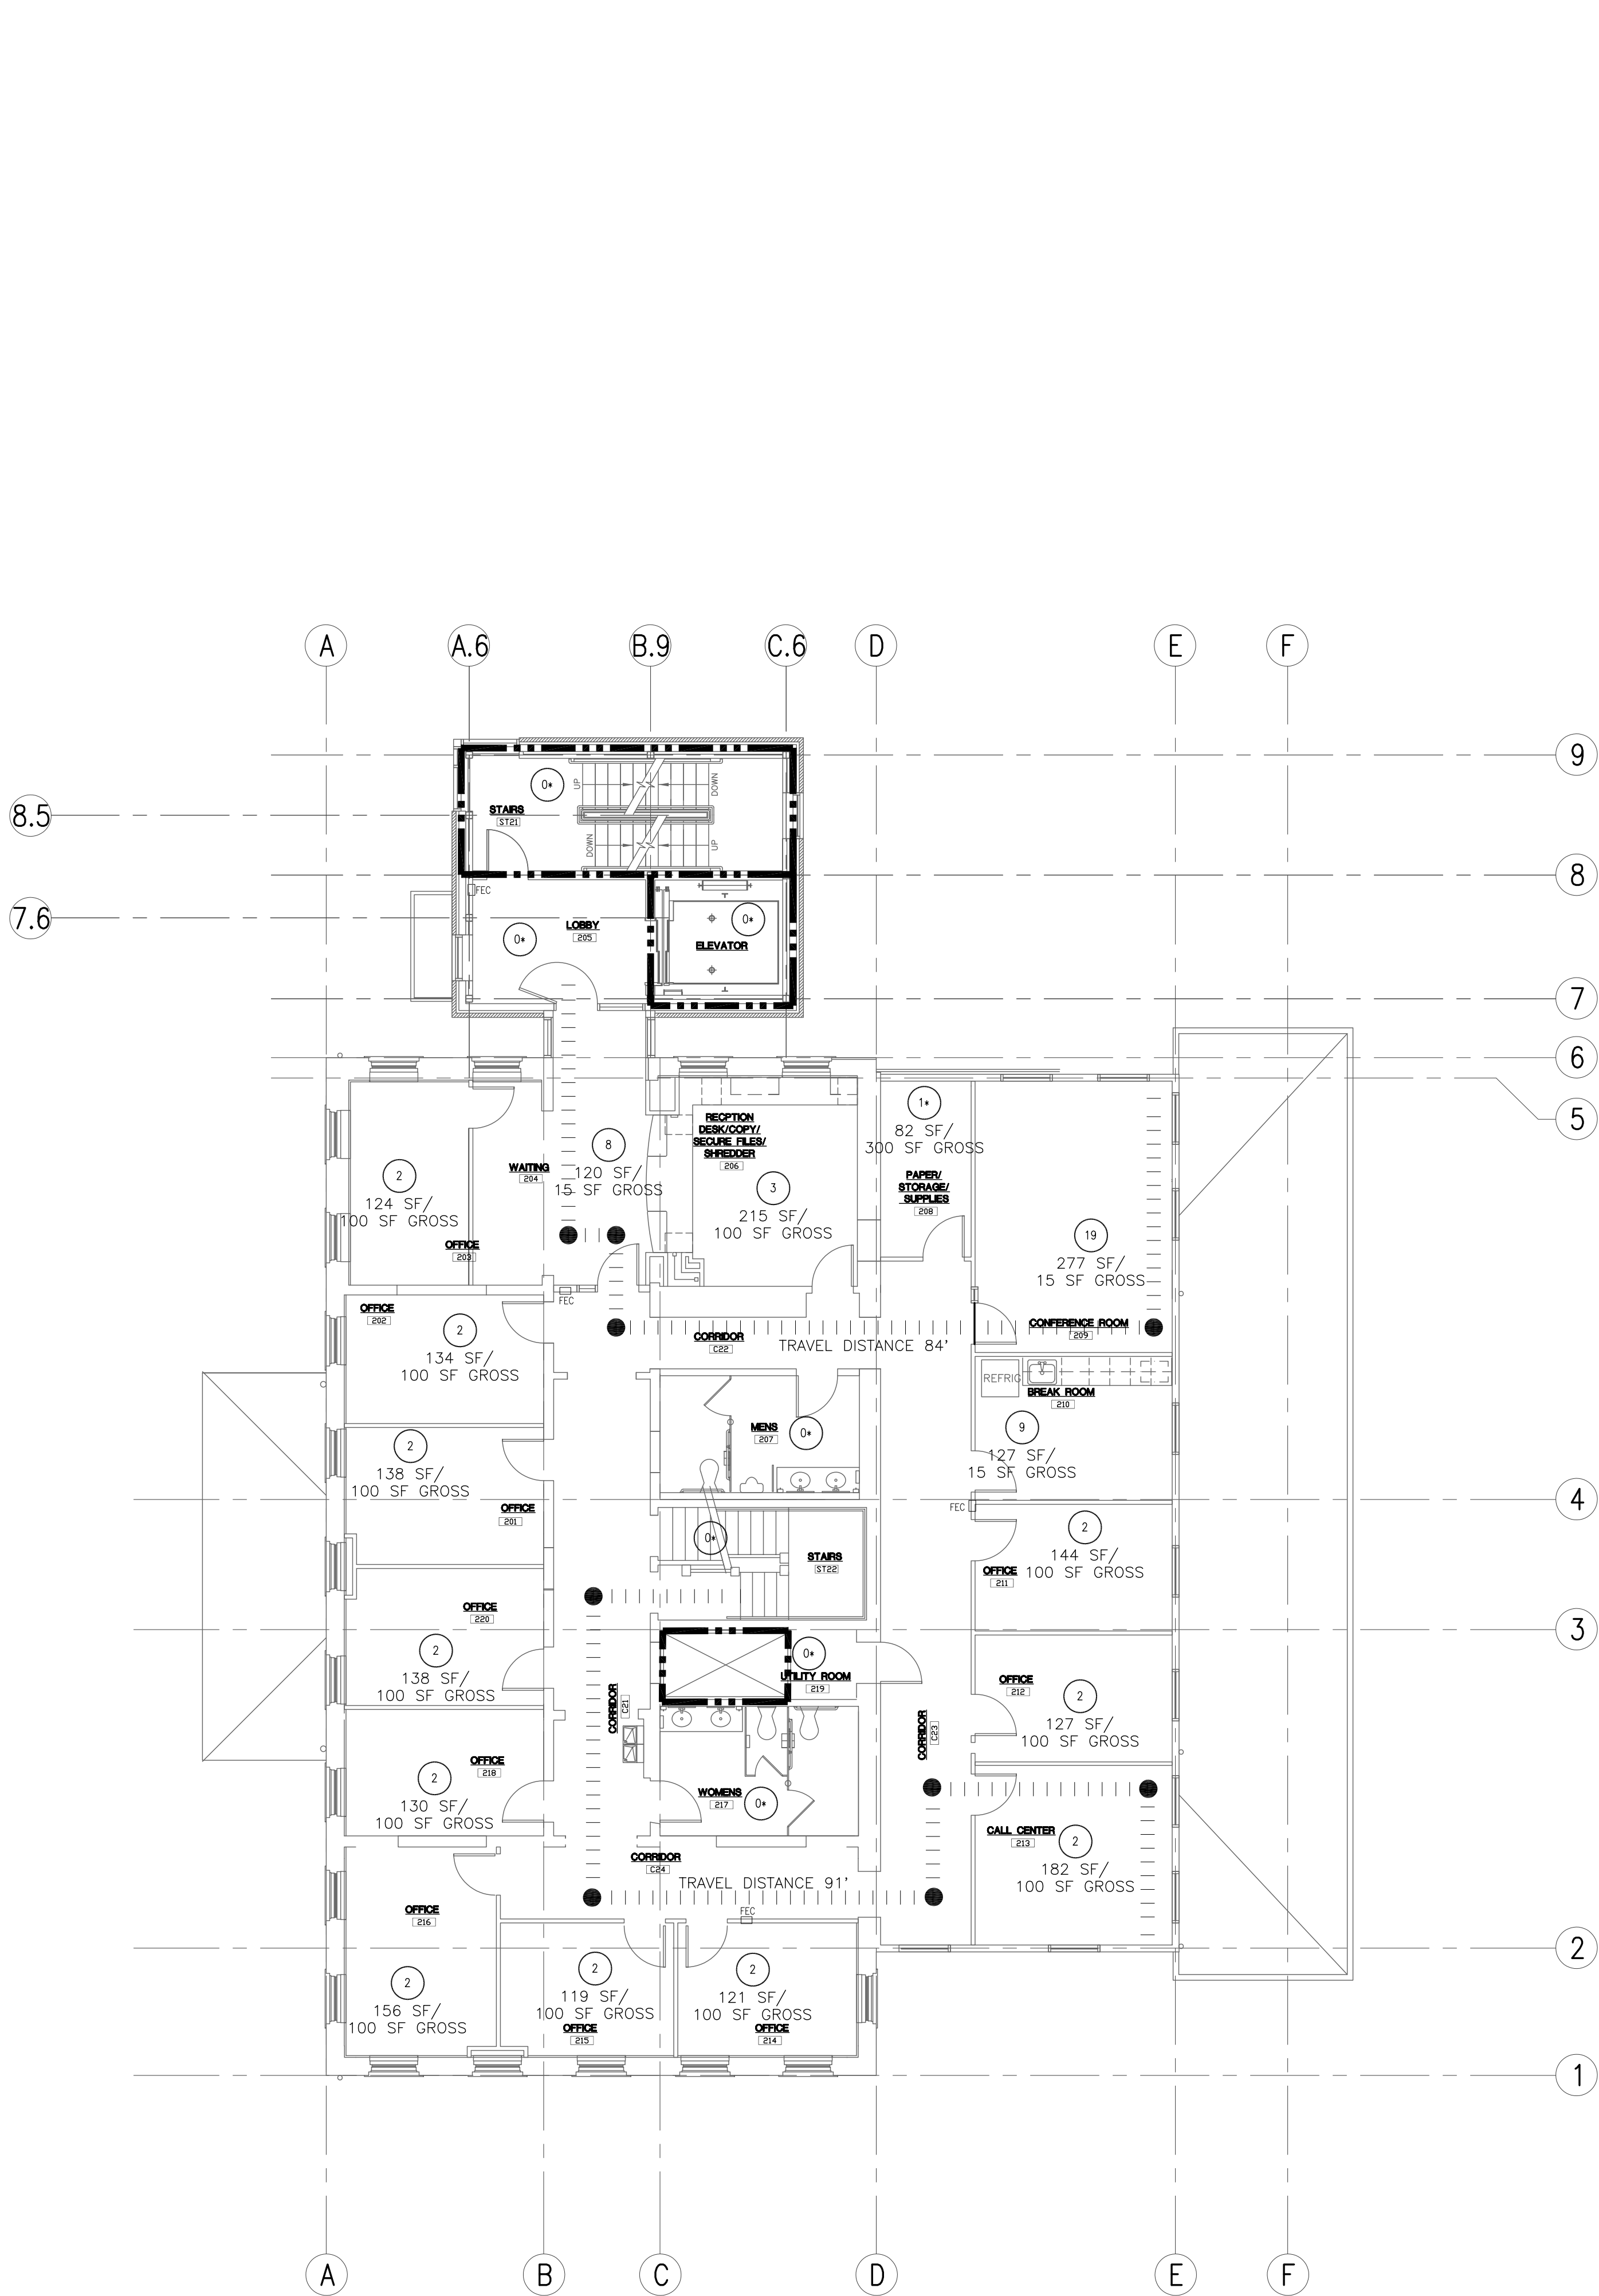 A
A.6
B.9
C.6
D
E
F
9
8.5
8
7.6
7
6
5
4
3
2
1
0*
UP
DOWN
STAIRS
ST21
DOWN
UP
FEC
LOBBY
205
0*
0*
ELEVATOR
1*
82 SF/
300 SF GROSS
PAPER/
STORAGE/
SUPPLIES
208
RECPTION
DESK/COPY/
SECURE FILES/
SHREDDER
206
3
215 SF/
100 SF GROSS
8
120 SF/
15 SF GROSS
WAITING
204
2
124 SF/
100 SF GROSS
OFFICE
203
19
277 SF/
15 SF GROSS
CONFERENCE ROOM
209
FEC
OFFICE
202
2
134 SF/
100 SF GROSS
CORRIDOR
C22
TRAVEL DISTANCE 84'
REFRIG
BREAK ROOM
210
9
127 SF/
15 SF GROSS
MENS
207
0*
2
138 SF/
100 SF GROSS
OFFICE
201
FEC
0*
STAIRS
ST22
2
144 SF/
100 SF GROSS
OFFICE
211
OFFICE
220
2
138 SF/
100 SF GROSS
0*
UTILITY ROOM
219
OFFICE
212
2
127 SF/
100 SF GROSS
CORRIDOR
C21
CORRIDOR
C23
OFFICE
218
2
130 SF/
100 SF GROSS
WOMENS
217
0*
CALL CENTER
213
2
182 SF/
100 SF GROSS
CORRIDOR
C24
TRAVEL DISTANCE 91'
FEC
OFFICE
216
2
156 SF/
100 SF GROSS
2
119 SF/
100 SF GROSS
OFFICE
215
2
121 SF/
100 SF GROSS
OFFICE
214
A
B
C
D
E
F